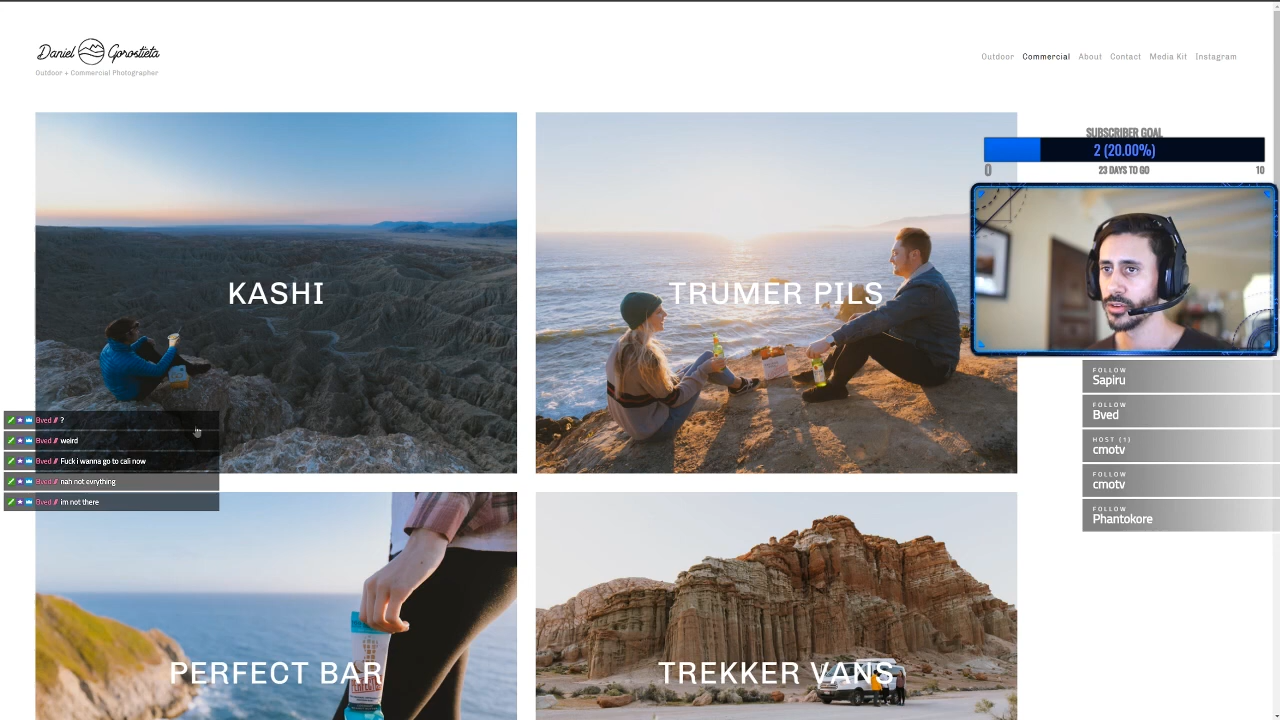 Daniel Gorostieta
Outdoor + Commercial Photographer
Outdoor Commercial About Contact Media Kit Instagram
KASHI
TRUMER PILS
PERFECT BAR
TREKKER VANS
SUBSCRIBER GOAL
2 (20.00%)
0 23 DAYS TO GO 10
FOLLOW
Sapiru
FOLLOW
Bved
HOST (1)
cmotv
FOLLOW
cmotv
FOLLOW
Phantokore
Bved // ?
Bved // weird
Bved // Fuck i wanna go to cali now
Bved // nah not evrything
Bved // im not there